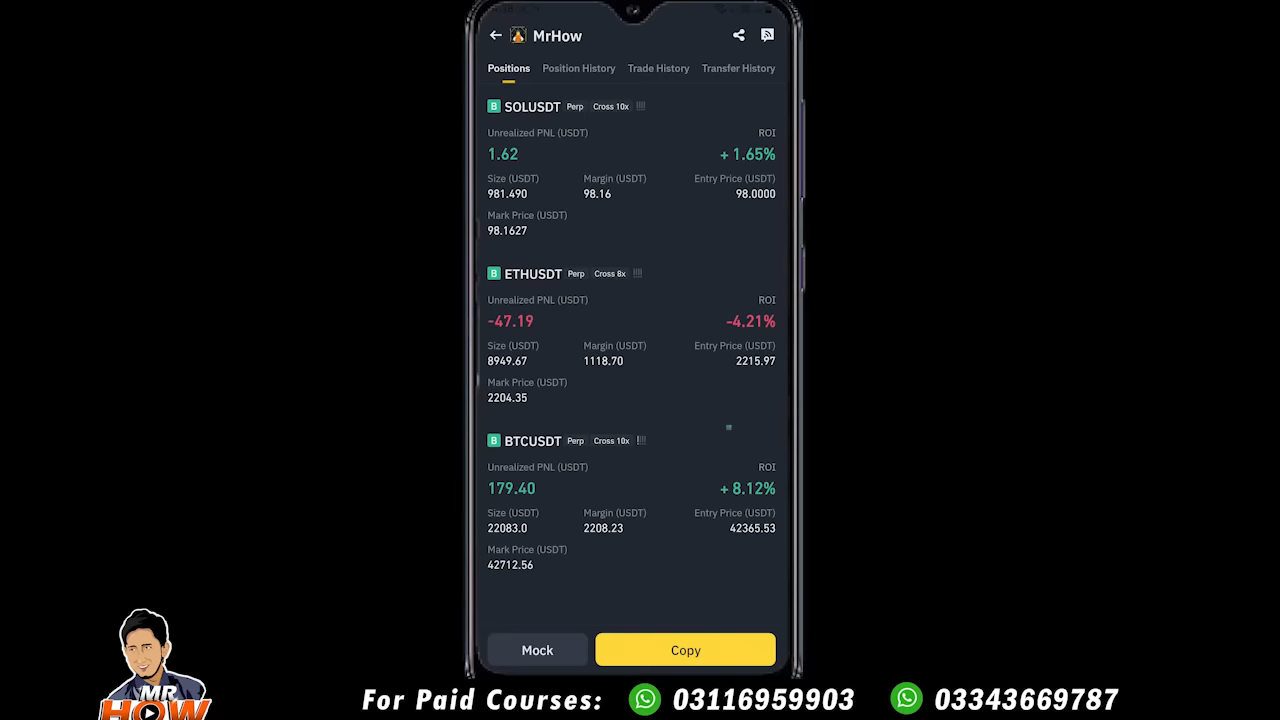 MrHow
Positions Position History Trade History Transfer History
B SOLUSDT Perp Cross 10x !!!!
Unrealized PNL (USDT) ROI
1.62 + 1.65%
Size (USDT) Margin (USDT) Entry Price (USDT)
981.490 98.16 98.0000
Mark Price (USDT)
98.1627
B ETHUSDT Perp Cross 8x !!!!
Unrealized PNL (USDT) ROI
-47.19 -4.21%
Size (USDT) Margin (USDT) Entry Price (USDT)
8949.67 1118.70 2215.97
Mark Price (USDT)
2204.35
B BTCUSDT Perp Cross 10x !!!!
Unrealized PNL (USDT) ROI
179.40 + 8.12%
Size (USDT) Margin (USDT) Entry Price (USDT)
22083.0 2208.23 42365.53
Mark Price (USDT)
42712.56
Mock Copy
MR
HOW
For Paid Courses: 03116959903 03343669787